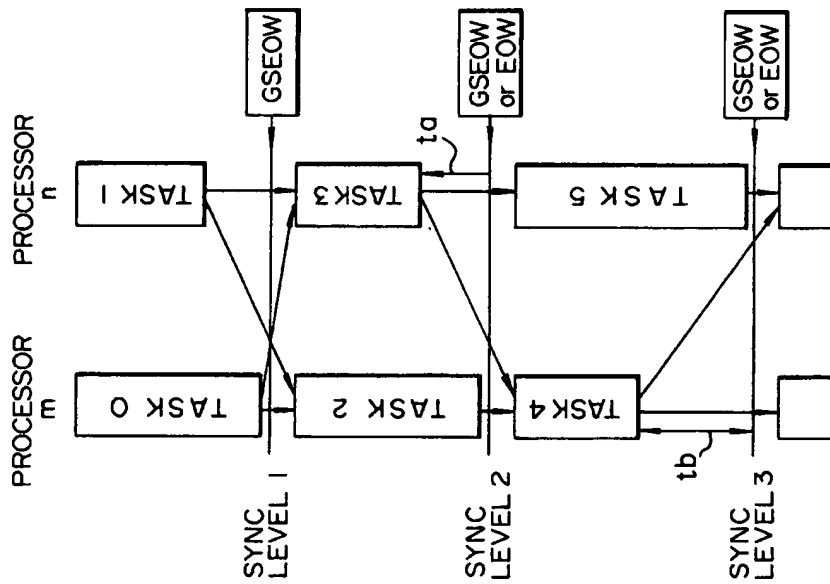 PROCESSOR
m
PROCESSOR
n
TASK 0
TASK 1
SYNC
LEVEL 1
GSEOW
TASK 2
TASK 3
ta
SYNC
LEVEL 2
GSEOW
or EOW
TASK 4
TASK 5
tb
SYNC
LEVEL 3
GSEOW
or EOW